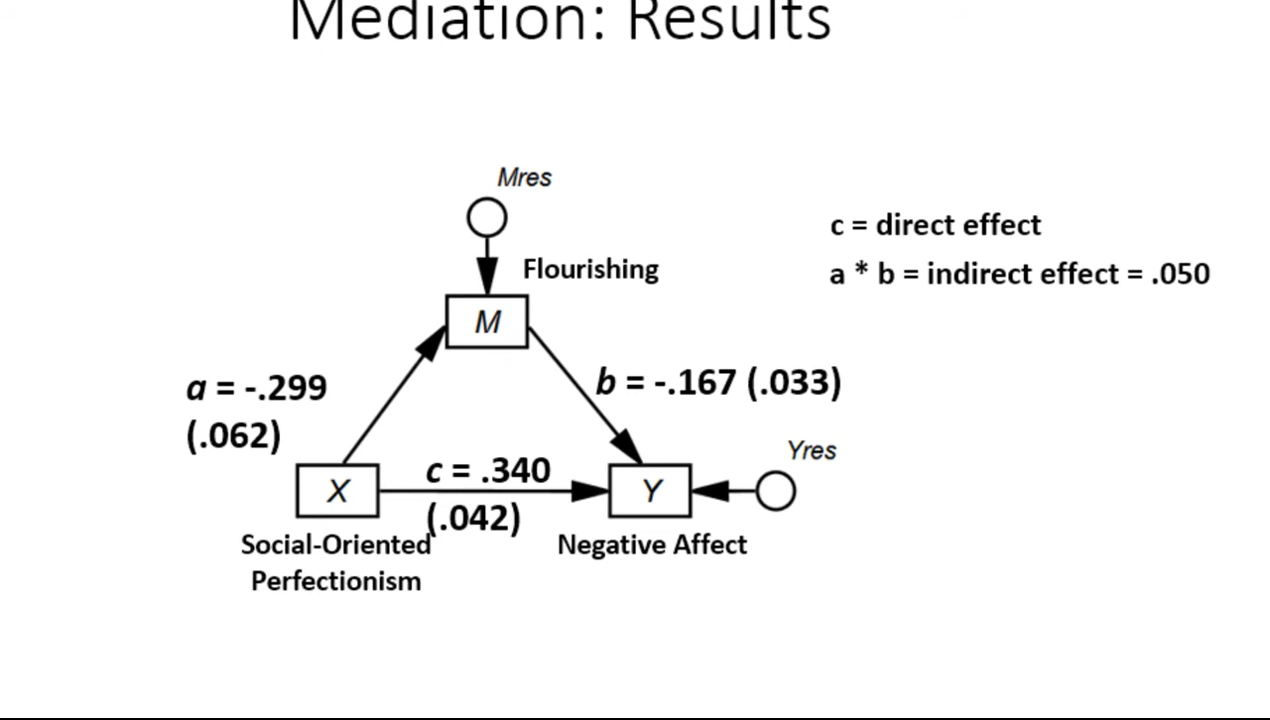 Mediation: Results
Mres
c = direct effect
Flourishing
a * b = indirect effect = .050
M
a = -.299
(.062)
b = -.167 (.033)
Yres
c = .340
X
Y
(.042)
Social-Oriented
Perfectionism
Negative Affect